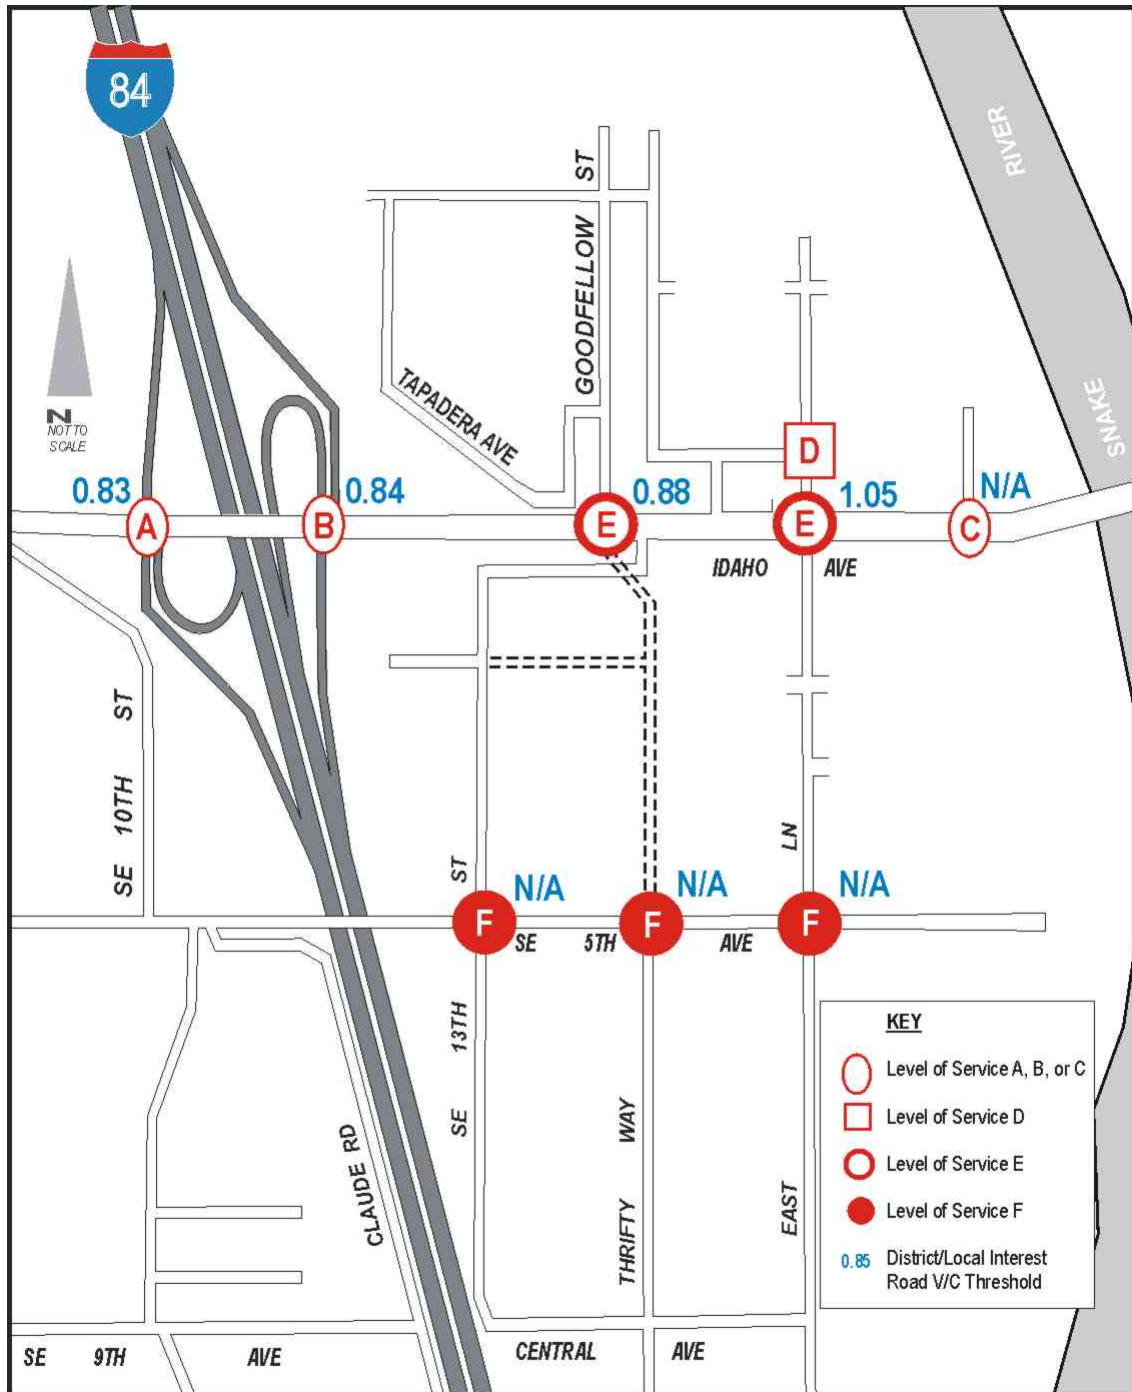 84
RIVER
SNAKE
GOODFELLOW ST
N
NOT TO
SCALE
TAPADERA AVE
D
0.83
0.84
0.88
1.05
N/A
A
B
E
E
C
IDAHO AVE
SE 10TH ST
ST
LN
N/A
N/A
N/A
F
F
F
SE 5TH AVE
SE 13TH
THRIFTY WAY
EAST
CLAUDE RD
KEY
Level of Service A, B, or C
Level of Service D
Level of Service E
Level of Service F
0.85 District/Local Interest
Road V/C Threshold
SE 9TH AVE
CENTRAL AVE